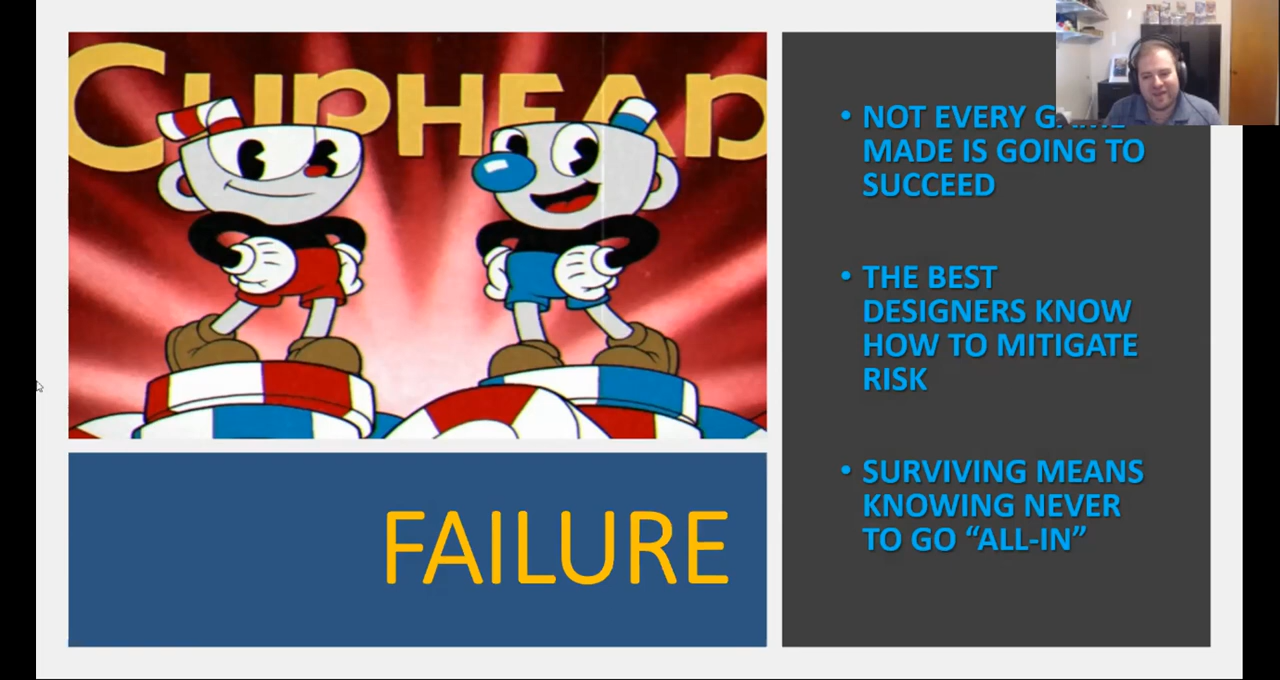 CUPHEAD
NOT EVERY GAME
MADE IS GOING TO
SUCCEED
THE BEST
DESIGNERS KNOW
HOW TO MITIGATE
RISK
SURVIVING MEANS
KNOWING NEVER
TO GO “ALL-IN”
FAILURE